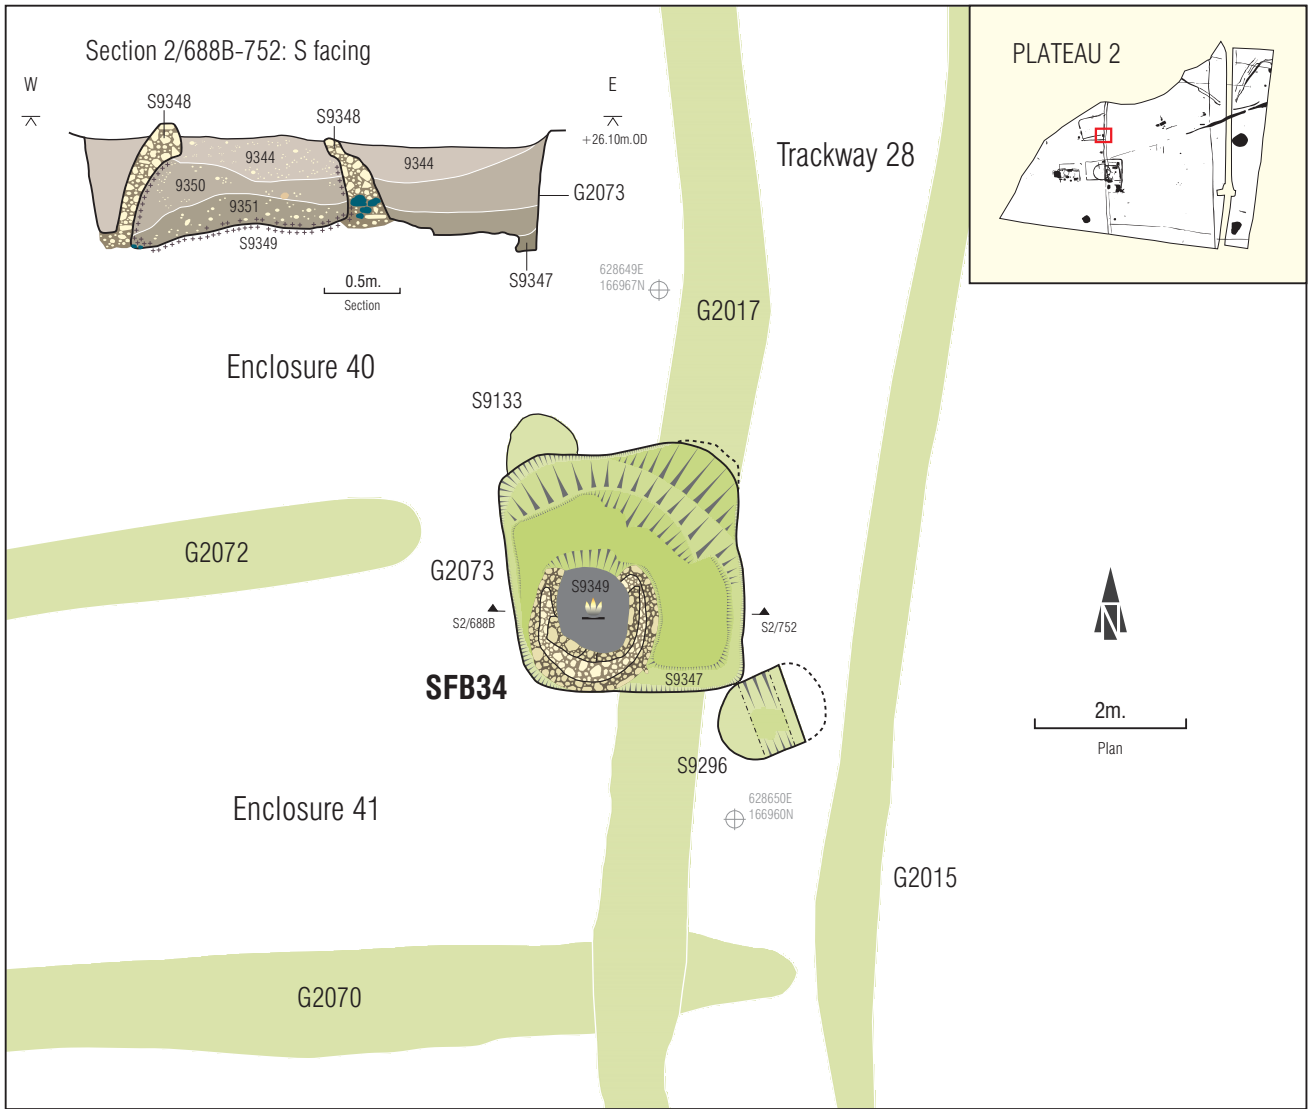 Section 2/688B-752: S facing
W
E
S9348
S9348
+26.10m.OD
9344
9344
9350
9351
G2073
S9349
S9347
0.5m.
Section
PLATEAU 2
Trackway 28
628649E
166967N
G2017
Enclosure 40
S9133
G2072
G2073
S9349
S2/688B
S2/752
SFB34
S9347
N
2m.
Plan
S9296
628650E
166960N
Enclosure 41
G2015
G2070